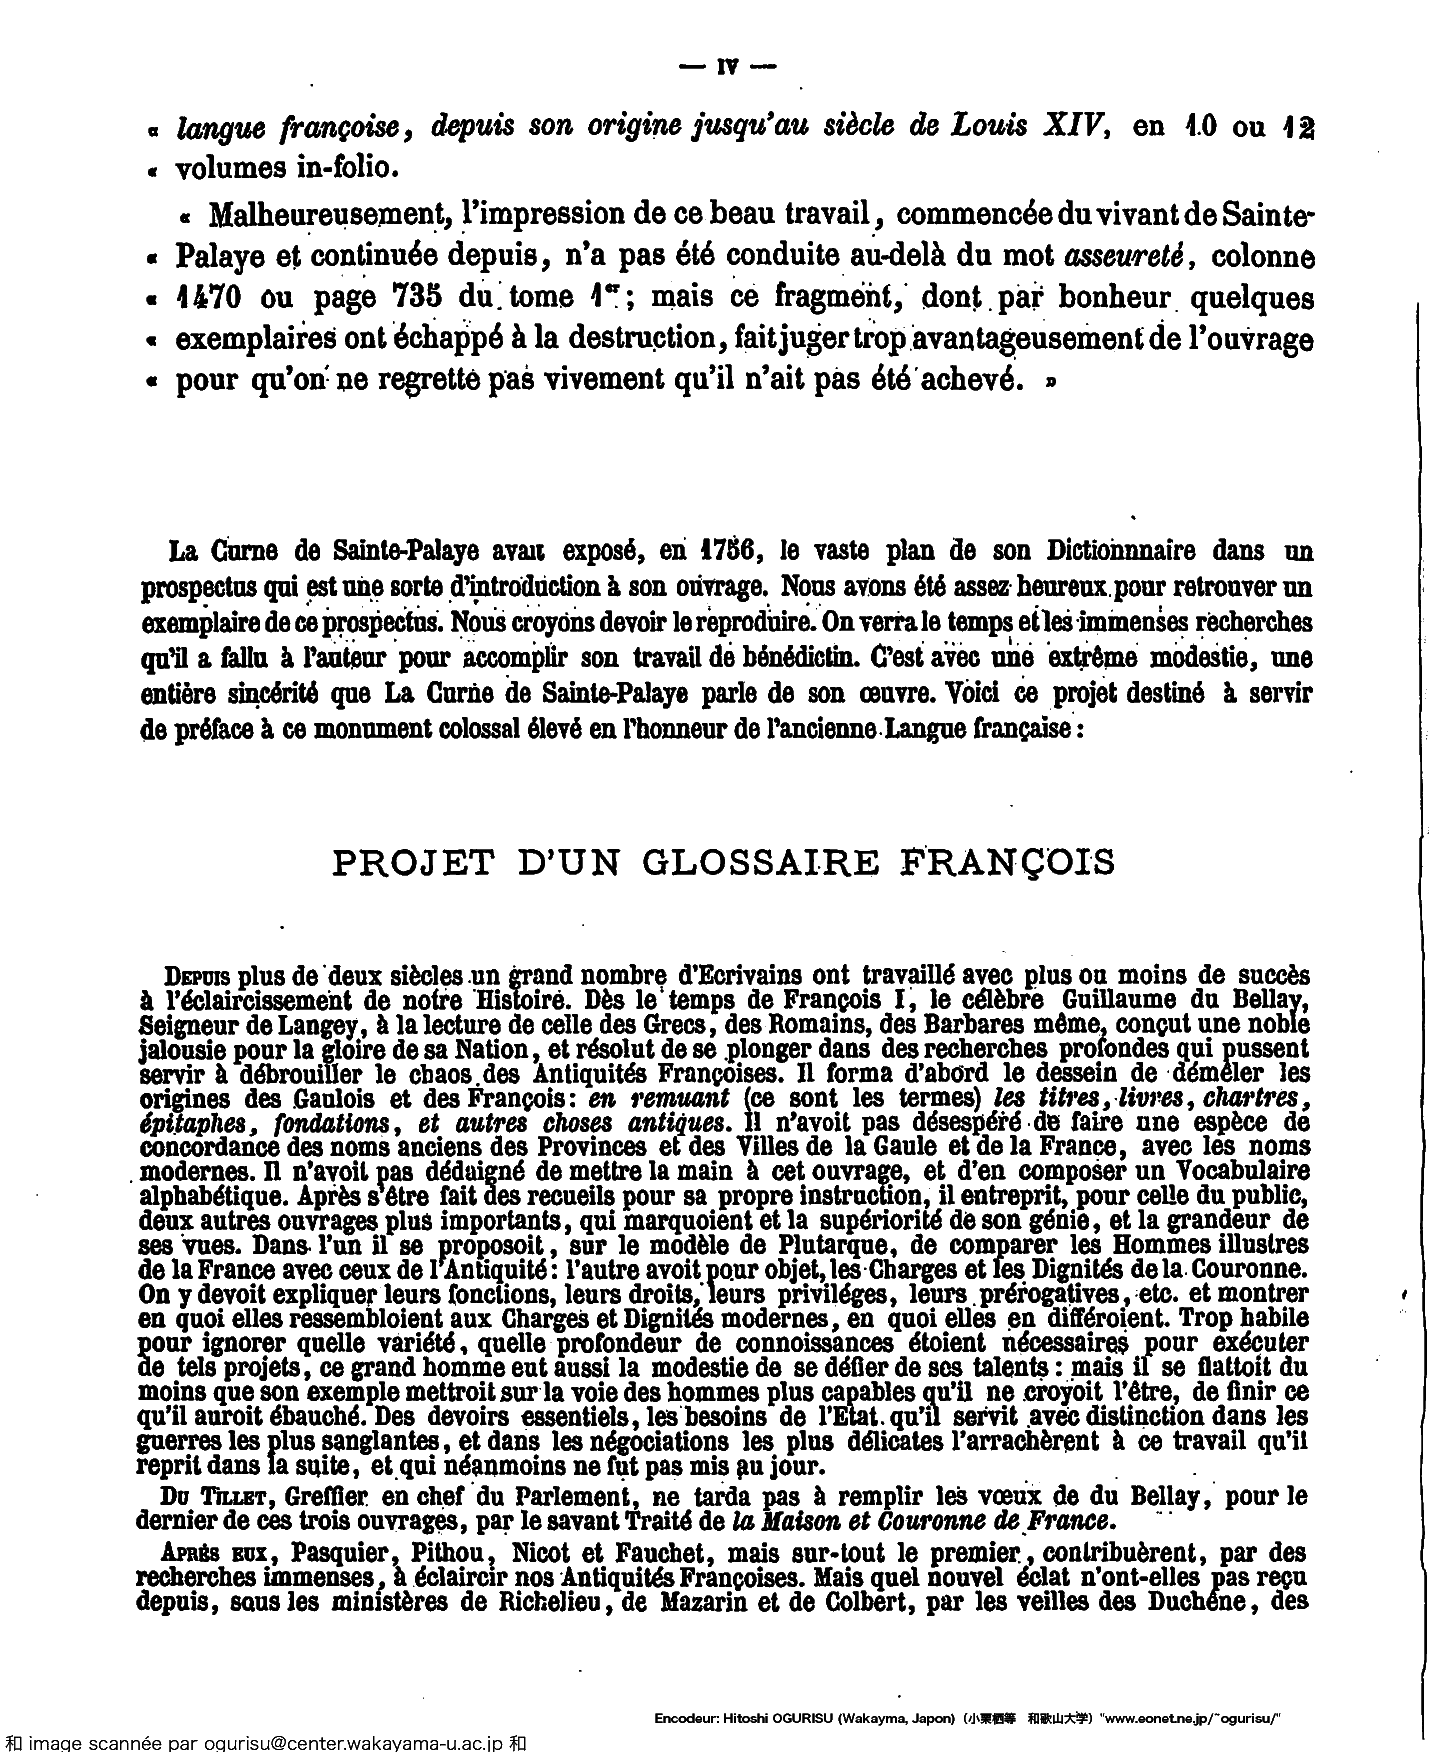 — IV —
« langue françoise, depuis son origine jusqu'au siècle de Louis XIV, en 10 ou 12
« volumes in-folio.
« Malheureusement, l'impression de ce beau travail, commencée du vivant de Sainte-
« Palaye et continuée depuis, n'a pas été conduite au-delà du mot asseureté, colonne
« 1470 ou page 735 du tome 1er; mais ce fragment, dont par bonheur quelques
« exemplaires ont échappé à la destruction, fait juger trop avantageusement de l'ouvrage
« pour qu'on ne regrette pas vivement qu'il n'ait pas été achevé. »
La Curne de Sainte-Palaye avait exposé, en 1756, le vaste plan de son Dictionnnaire dans un
prospectus qui est une sorte d'introduction à son ouvrage. Nous avons été assez heureux pour retrouver un
exemplaire de ce prospectus. Nous croyons devoir le reproduire. On verra le temps et les immenses recherches
qu'il a fallu à l'auteur pour accomplir son travail de bénédictin. C'est avec une extrême modestie, une
entière sincérité que La Curne de Sainte-Palaye parle de son œuvre. Voici ce projet destiné à servir
de préface à ce monument colossal élevé en l'honneur de l'ancienne Langue française :
PROJET D'UN GLOSSAIRE FRANÇOIS
DEPUIS plus de deux siècles un grand nombre d'Ecrivains ont travaillé avec plus ou moins de succès
à l'éclaircissement de notre Histoire. Dès le temps de François I, le célèbre Guillaume du Bellay,
Seigneur de Langey, à la lecture de celle des Grecs, des Romains, des Barbares même, conçut une noble
jalousie pour la gloire de sa Nation, et résolut de se plonger dans des recherches profondes qui pussent
servir à débrouiller le chaos des Antiquités Françoises. Il forma d'abord le dessein de démêler les
origines des Gaulois et des François: en remuant (ce sont les termes) les titres, livres, chartres,
épitaphes, fondations, et autres choses antiques. Il n'avoit pas désespéré de faire une espèce de
concordance des noms anciens des Provinces et des Villes de la Gaule et de la France, avec les noms
modernes. Il n'avoit pas dédaigné de mettre la main à cet ouvrage, et d'en composer un Vocabulaire
alphabétique. Après s'être fait des recueils pour sa propre instruction, il entreprit, pour celle du public,
deux autres ouvrages plus importants, qui marquoient et la supériorité de son génie, et la grandeur de
ses vues. Dans l'un il se proposoit, sur le modèle de Plutarque, de comparer les Hommes illustres
de la France avec ceux de l'Antiquité: l'autre avoit pour objet, les Charges et les Dignités de la Couronne.
On y devoit expliquer leurs fonctions, leurs droits, leurs priviléges, leurs prérogatives, etc. et montrer
en quoi elles ressembloient aux Charges et Dignités modernes, en quoi elles en différoient. Trop habile
pour ignorer quelle variété, quelle profondeur de connoissances étoient nécessaires pour exécuter
de tels projets, ce grand homme eut aussi la modestie de se défier de ses talents : mais il se flattoit du
moins que son exemple mettroit sur la voie des hommes plus capables qu'il ne croyoit l'être, de finir ce
qu'il auroit ébauché. Des devoirs essentiels, les besoins de l'Etat qu'il servit avec distinction dans les
guerres les plus sanglantes, et dans les négociations les plus délicates l'arrachèrent à ce travail qu'il
reprit dans la suite, et qui néanmoins ne fut pas mis au jour.
DU TILLET, Greffier en chef du Parlement, ne tarda pas à remplir les vœux de du Bellay, pour le
dernier de ces trois ouvrages, par le savant Traité de la Maison et Couronne de France.
APRÈS EUX, Pasquier, Pithou, Nicot et Fauchet, mais sur-tout le premier, contribuèrent, par des
recherches immenses, à éclaircir nos Antiquités Françoises. Mais quel nouvel éclat n'ont-elles pas reçu
depuis, sous les ministères de Richelieu, de Mazarin et de Colbert, par les veilles des Duchêne, des
Encodeur: Hitoshi OGURISU (Wakayma, Japon) (小栗栖等 和歌山大学) "www.eonet.ne.jp/~ogurisu/"
和 image scannée par ogurisu@center.wakayama-u.ac.jp 和